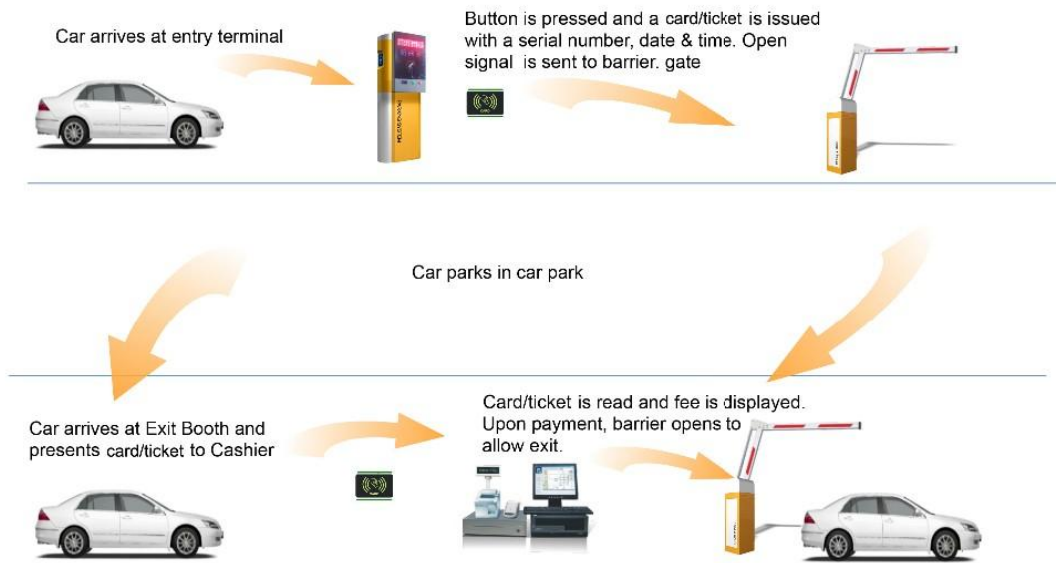 Car arrives at entry terminal
Button is pressed and a card/ticket is issued
with a serial number, date & time. Open
signal is sent to barrier. gate
Car parks in car park
Car arrives at Exit Booth and
presents card/ticket to Cashier
Card/ticket is read and fee is displayed.
Upon payment, barrier opens to
allow exit.